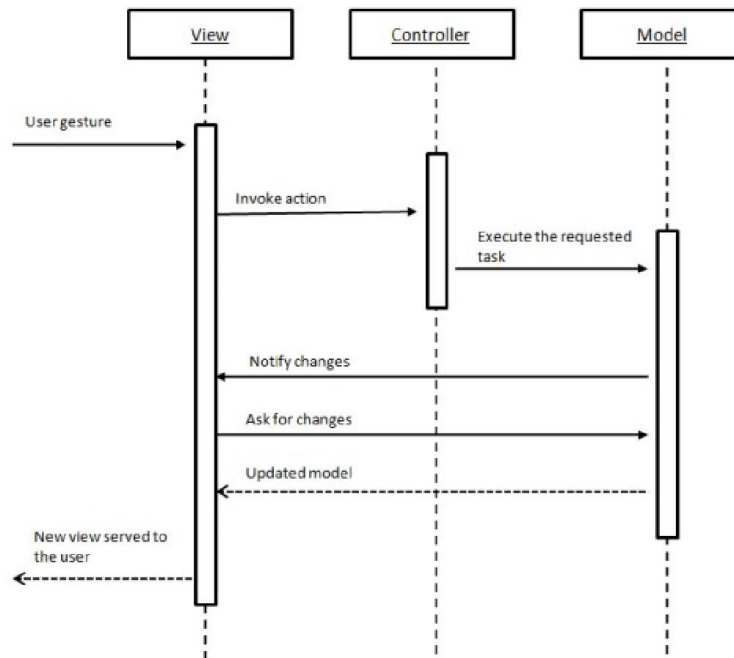 View
Controller
Model
User gesture
Invoke action
Execute the requested
task
Notify changes
Ask for changes
Updated model
New view served to
the user